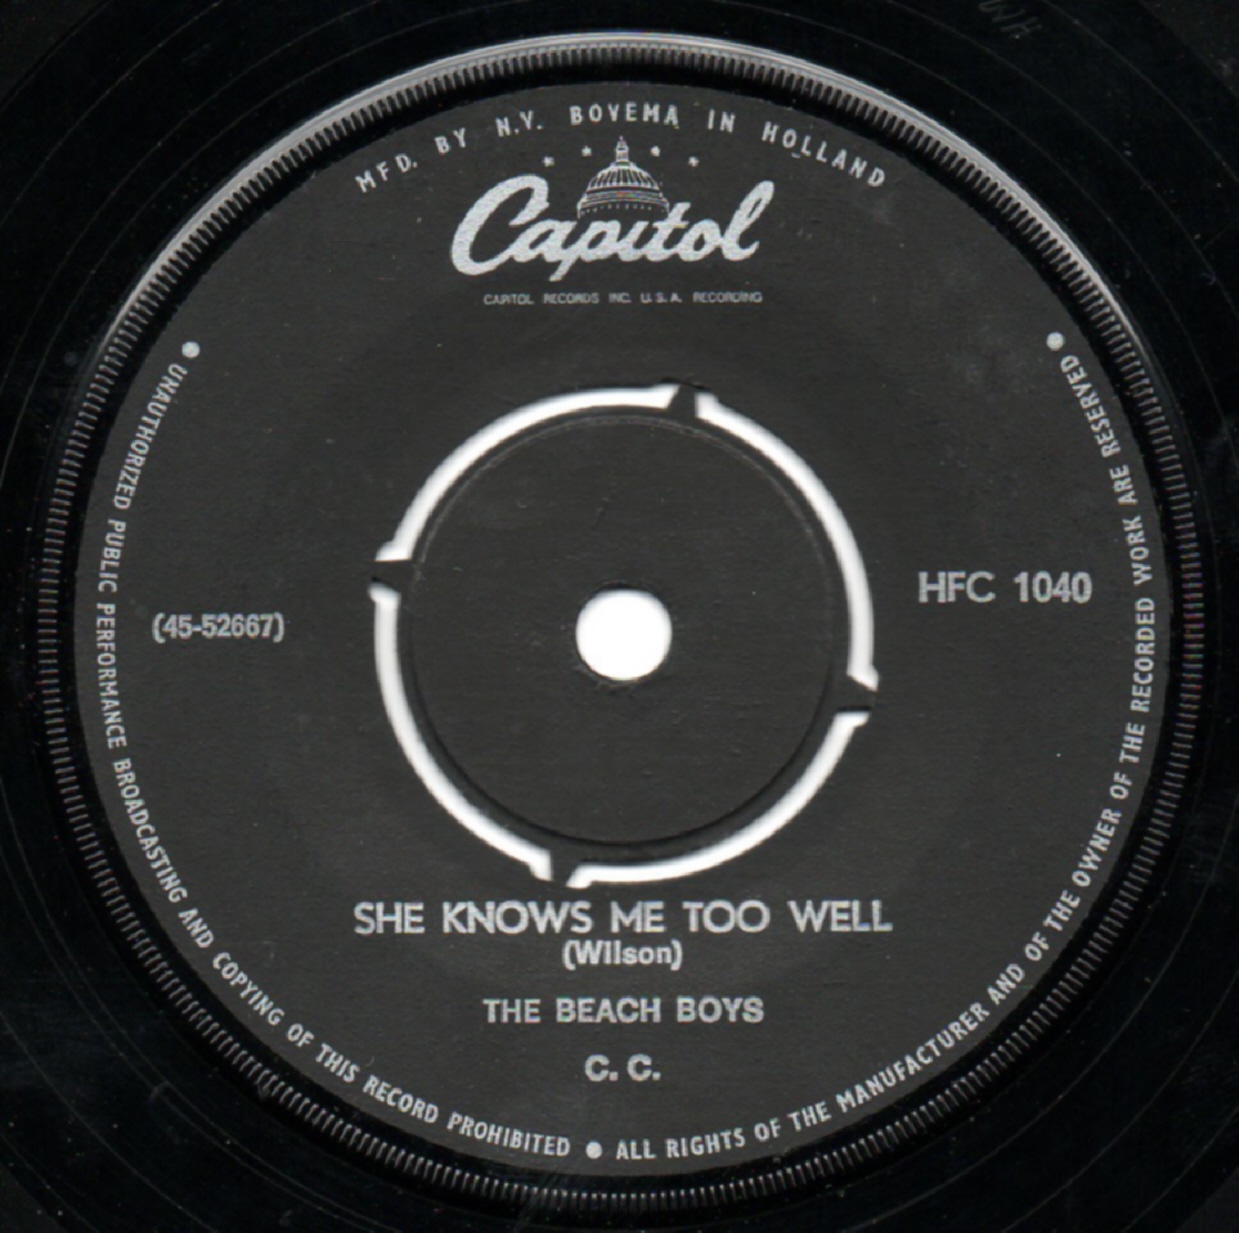 MFD. BY N.V. BOVEMA IN HOLLAND
Capitol
CAPITOL RECORDS INC. U.S.A. RECORDING
HFC 1040
(45-52667)
SHE KNOWS ME TOO WELL
(Wilson)
THE BEACH BOYS
C. C.
UNAUTHORIZED PUBLIC PERFORMANCE BROADCASTING AND COPYING OF THIS RECORD PROHIBITED ● ALL RIGHTS OF THE MANUFACTURER AND OF THE OWNER OF THE RECORDED WORK ARE RESERVED